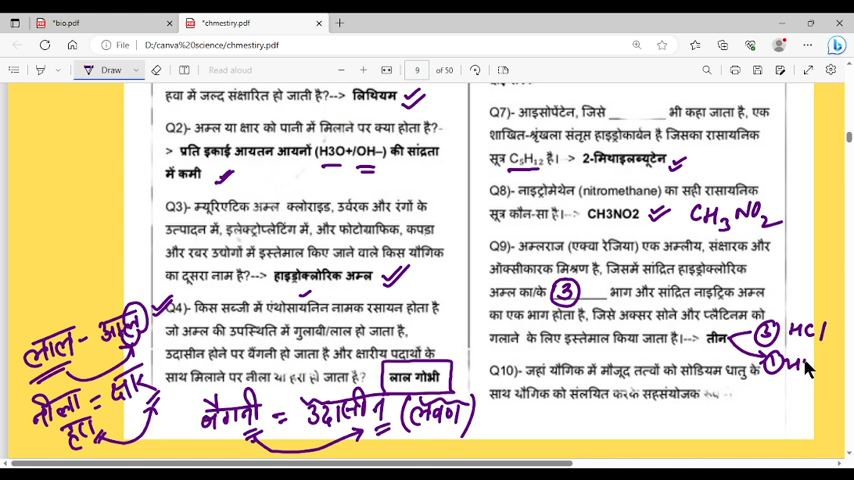 *bio.pdf
*chmestiry.pdf
File D:/canva%20science/chmestiry.pdf
Draw Read aloud 9 of 50
हवा में जल्द संक्षारित हो जाती है?--> लिथियम
Q2)- अम्ल या क्षार को पानी में मिलाने पर क्या होता है?-
> प्रति इकाई आयतन आयनों (H3O+/OH–) की सांद्रता
में कमी
Q3)- म्यूरिएटिक अम्ल क्लोराइड, उर्वरक और रंगों के
उत्पादन में, इलेक्ट्रोप्लेटिंग में, और फोटोग्राफिक, कपड़ा
और रबर उद्योगों में इस्तेमाल किए जाने वाले किस यौगिक
का दूसरा नाम है?--> हाइड्रोक्लोरिक अम्ल
Q4)- किस सब्जी में एंथोसायनिन नामक रसायन होता है
जो अम्ल की उपस्थिति में गुलाबी/लाल हो जाता है,
उदासीन होने पर बैंगनी हो जाता है और क्षारीय पदार्थों के
साथ मिलाने पर नीला या हरा हो जाता है?
लाल गोभी
लाल -
नीला = क्षार
हरा
बैगनी = उदासीन (लवण)
Q7)- आइसोपेंटेन, जिसे ________ भी कहा जाता है, एक
शाखित-श्रृंखला संतृप्त हाइड्रोकार्बन है जिसका रासायनिक
सूत्र C5H12 है।--> 2-मिथाइलब्यूटेन
Q8)- नाइट्रोमेथेन (nitromethane) का सही रासायनिक
सूत्र कौन-सा है।--> CH3NO2 CH3NO2
Q9)- अम्लराज (एक्वा रेजिया) एक अम्लीय, संक्षारक और
ऑक्सीकारक मिश्रण है, जिसमें सांद्रित हाइड्रोक्लोरिक
अम्ल का/के 3 ____ भाग और सांद्रित नाइट्रिक अम्ल
का एक भाग होता है, जिसे अक्सर सोने और प्लैटिनम को
गलाने के लिए इस्तेमाल किया जाता है।--> तीन
3 HCl
1 H
Q10)- जहां यौगिक में मौजूद तत्वों को सोडियम धातु के
साथ यौगिक को संलयित करके सहसंयोजक